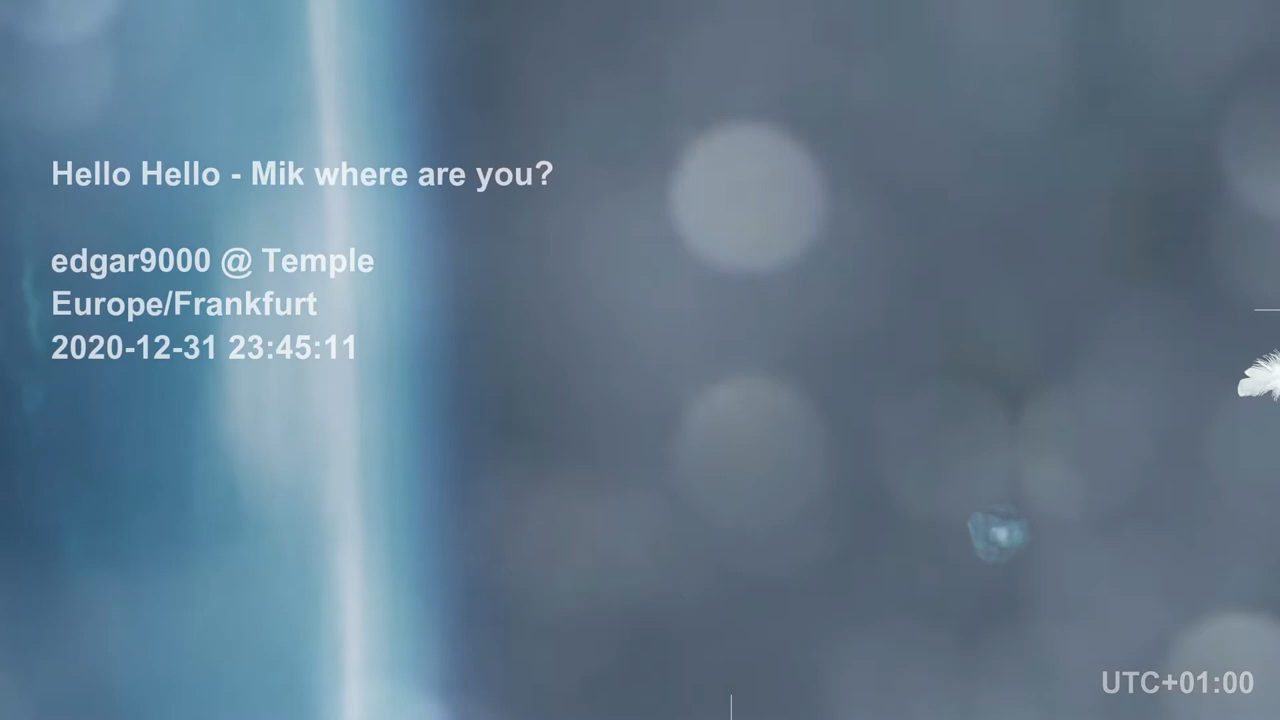 Hello Hello - Mik where are you?
edgar9000 @ Temple
Europe/Frankfurt
2020-12-31 23:45:11
UTC+01:00